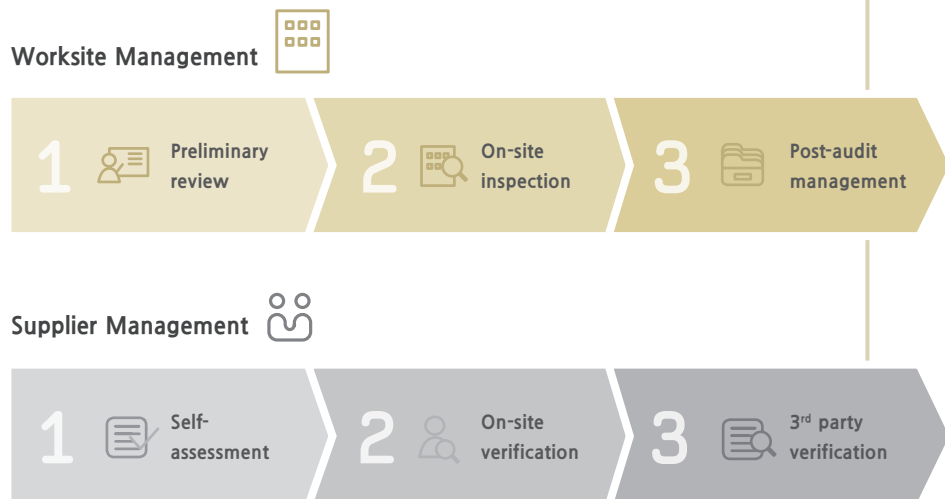 Worksite Management
1
Preliminary
review
2
On-site
inspection
3
Post-audit
management
Supplier Management
1
Self-
assessment
2
On-site
verification
3
3rd party
verification